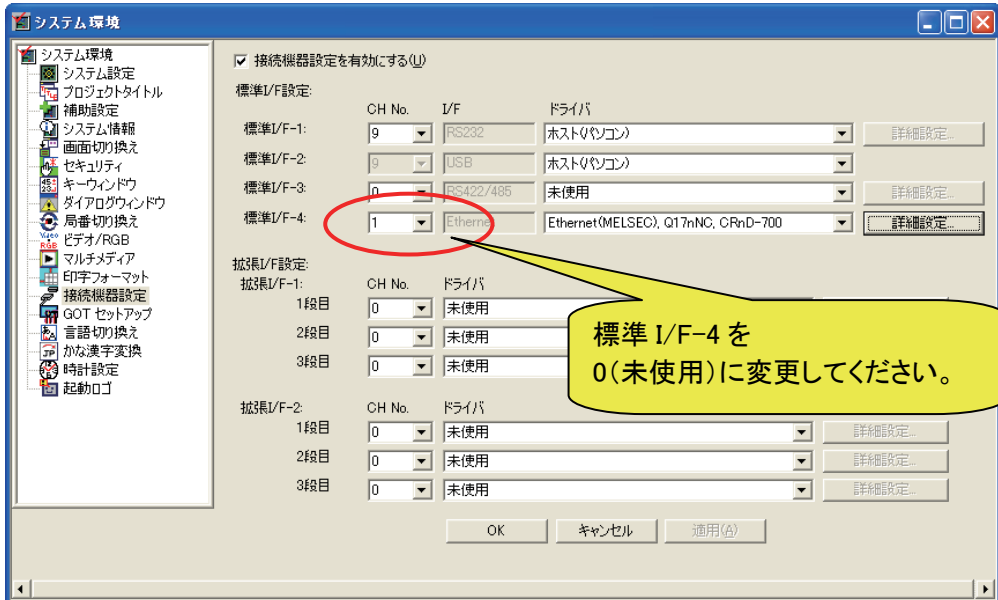 システム環境
システム環境
システム設定
プロジェクトタイトル
補助設定
システム情報
画面切り換え
セキュリティ
キーウィンドウ
ダイアログウィンドウ
局番切り換え
ビデオ/RGB
マルチメディア
印字フォーマット
接続機器設定
GOT セットアップ
言語切り換え
かな漢字変換
時計設定
起動ロゴ
接続機器設定を有効にする(U)
標準I/F設定:
CH No. I/F ドライバ
標準I/F-1: 9 RS232 ホスト(パソコン) 詳細設定...
標準I/F-2: 9 USB ホスト(パソコン)
標準I/F-3: 0 RS422/485 未使用 詳細設定...
標準I/F-4: 1 Ethernet Ethernet(MELSEC), Q17nNC, CRnD-700 詳細設定...
拡張I/F設定:
拡張I/F-1: CH No. ドライバ
1段目 0 未使用
2段目 0 未使用
3段目 0 未使用
標準 I/F-4 を
0(未使用)に変更してください。
拡張I/F-2: CH No. ドライバ
1段目 0 未使用 詳細設定...
2段目 0 未使用 詳細設定...
3段目 0 未使用 詳細設定...
OK キャンセル 適用(A)